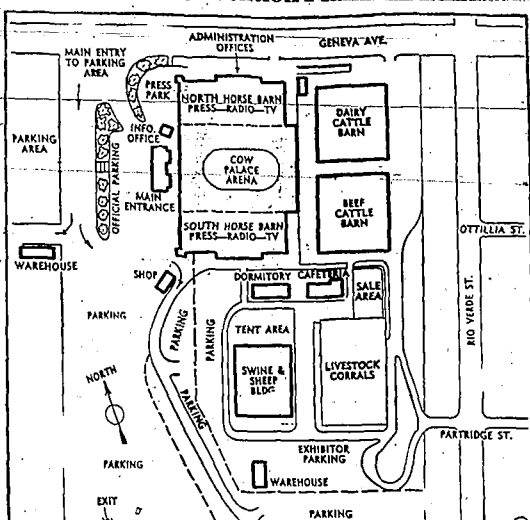 ADMINISTRATION
OFFICES
GENEVA AVE.
MAIN ENTRY
TO PARKING
AREA
PRESS
PARK
NORTH HORSE BARN
PRESS—RADIO—TV
DAIRY
CATTLE
BARN
INFO.
OFFICE
PARKING
AREA
OFFICIAL PARKING
COW
PALACE
ARENA
MAIN
ENTRANCE
BEEF
CATTLE
BARN
SOUTH HORSE BARN
PRESS—RADIO—TV
OTTILLIA ST.
WAREHOUSE
SHOP
DORMITORY
CAFETERIA
SALE
AREA
RIO VERDE ST.
PARKING
PARKING
PARKING
TENT AREA
SWINE &
SHEEP
BLDG
LIVESTOCK
CORRALS
NORTH
PARKING
PARTRIDGE ST.
EXHIBITOR
PARKING
PARKING
WAREHOUSE
EXIT
PARKING